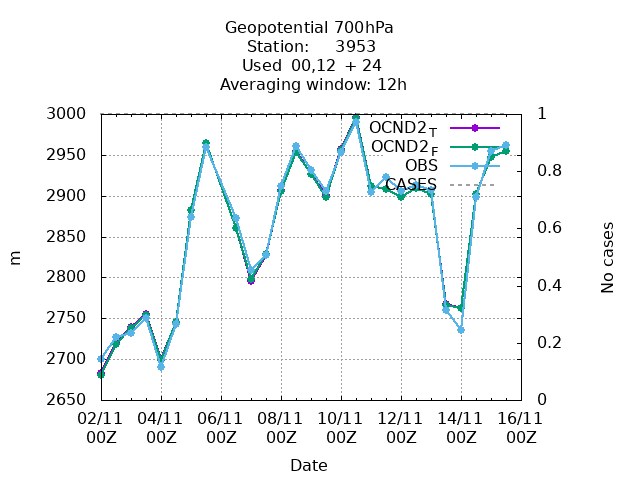 Geopotential 700hPa
Station: 3953
Used 00,12 + 24
Averaging window: 12h
3000
2950
2900
2850
2800
2750
2700
2650
m
1
0.8
0.6
0.4
0.2
0
No cases
OCND2_T
OCND2_F
OBS
CASES
02/11 04/11 06/11 08/11 10/11 12/11 14/11 16/11
00Z 00Z 00Z 00Z 00Z 00Z 00Z 00Z
Date